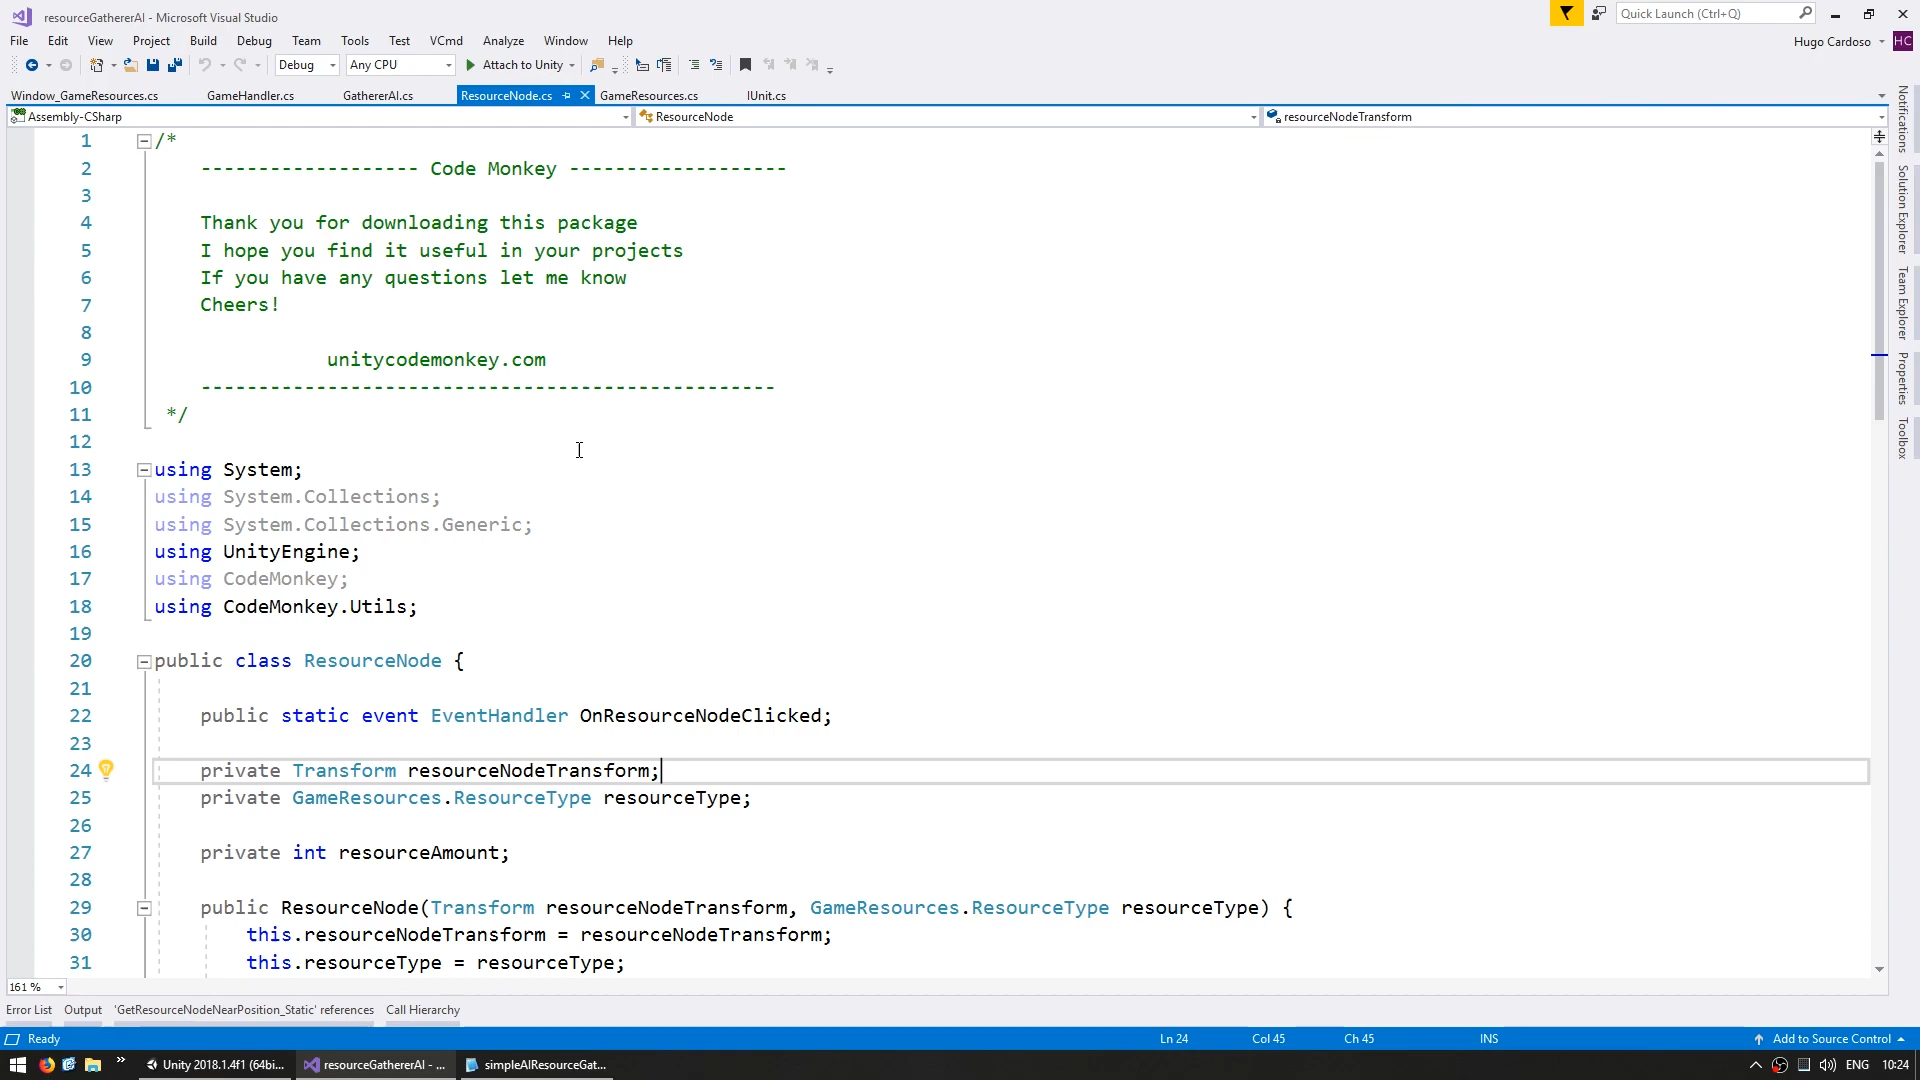 resourceGathererAI - Microsoft Visual Studio
Quick Launch (Ctrl+Q)
File Edit View Project Build Debug Team Tools Test VCmd Analyze Window Help
Hugo Cardoso HC
Debug Any CPU Attach to Unity
Window_GameResources.cs GameHandler.cs GathererAI.cs ResourceNode.cs GameResources.cs IUnit.cs
Assembly-CSharp ResourceNode resourceNodeTransform
1 /*
2 ------------------- Code Monkey -------------------
3
4 Thank you for downloading this package
5 I hope you find it useful in your projects
6 If you have any questions let me know
7 Cheers!
8
9 unitycodemonkey.com
10 --------------------------------------------------
11 */
12
13 using System;
14 using System.Collections;
15 using System.Collections.Generic;
16 using UnityEngine;
17 using CodeMonkey;
18 using CodeMonkey.Utils;
19
20 public class ResourceNode {
21
22 public static event EventHandler OnResourceNodeClicked;
23
24 private Transform resourceNodeTransform;
25 private GameResources.ResourceType resourceType;
26
27 private int resourceAmount;
28
29 public ResourceNode(Transform resourceNodeTransform, GameResources.ResourceType resourceType) {
30 this.resourceNodeTransform = resourceNodeTransform;
31 this.resourceType = resourceType;
Notifications
Solution Explorer
Team Explorer
Properties
Toolbox
161 %
Error List Output 'GetResourceNodeNearPosition_Static' references Call Hierarchy
Ready Ln 24 Col 45 Ch 45 INS Add to Source Control
Unity 2018.1.4f1 (64bi... resourceGathererAI - ... simpleAIResourceGat... ENG 10:24